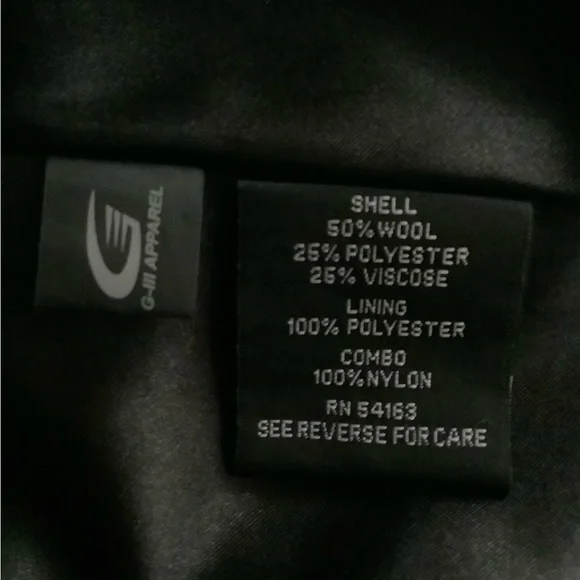 G-III APPAREL
SHELL
50% WOOL
25% POLYESTER
25% VISCOSE
LINING
100% POLYESTER
COMBO
100% NYLON
RN 54163
SEE REVERSE FOR CARE